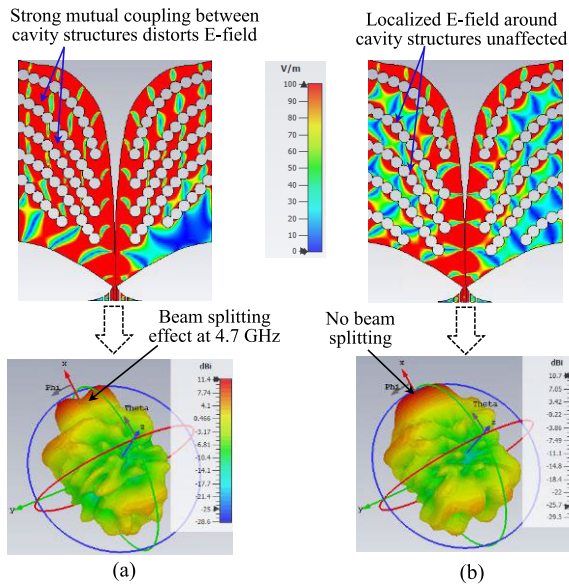 Strong mutual coupling between
cavity structures distorts E-field
Localized E-field around
cavity structures unaffected
V/m
100
90
80
70
60
50
40
30
20
10
0
Beam splitting
effect at 4.7 GHz
No beam
splitting
x
Phi
Theta
z
y
dBi
11.4
7.74
4.1
0.466
-3.17
-6.81
-10.4
-14.1
-17.7
-21.4
-25
-28.6
x
Phi
Theta
z
y
dBi
10.7
7.05
3.41
-0.229
-3.87
-7.51
-11.1
-14.8
-18.4
-22
-25.7
-29.3
(a)
(b)